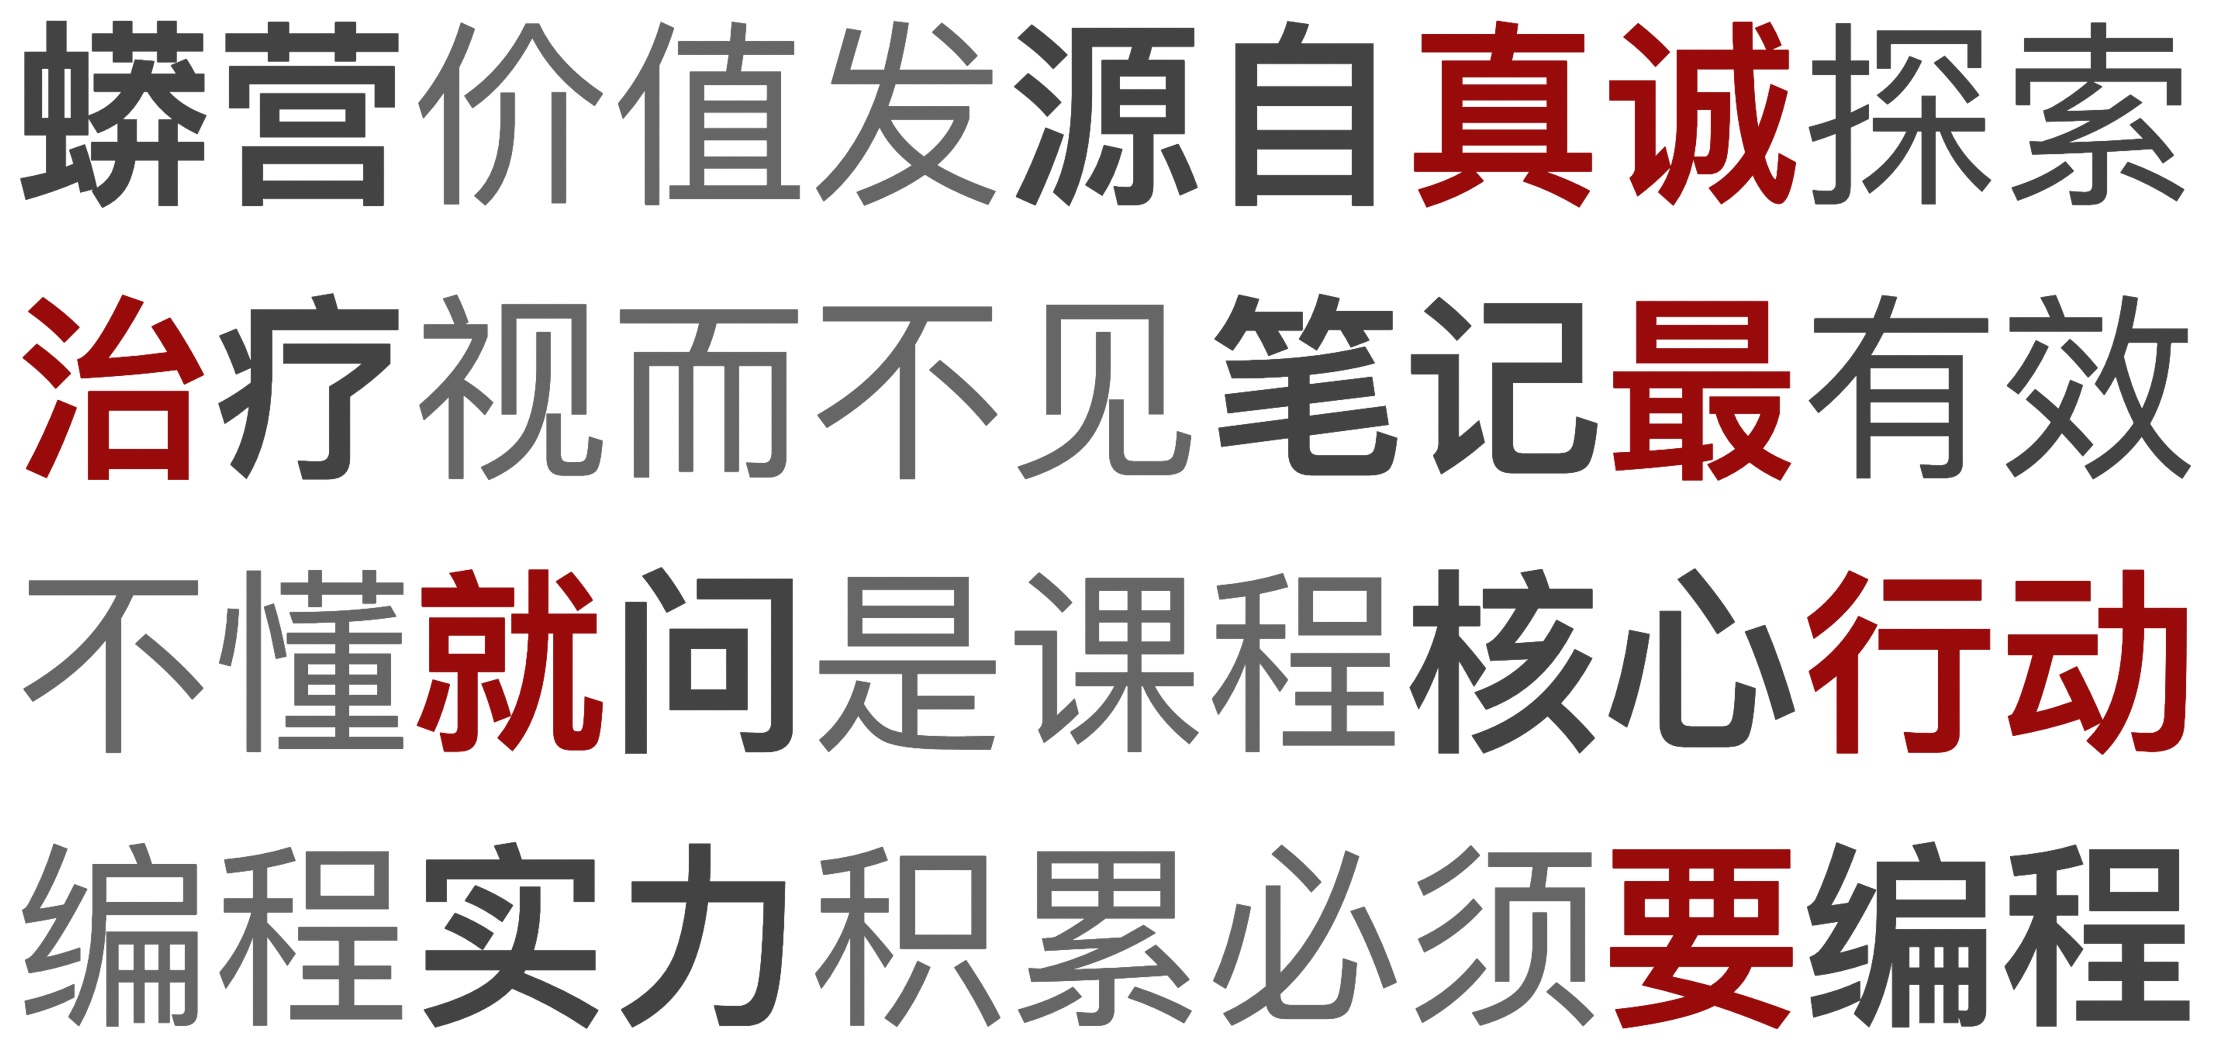 蟒营价值发源自真诚探索
治疗视而不见笔记最有效
不懂就问是课程核心行动
编程实力积累必须要编程